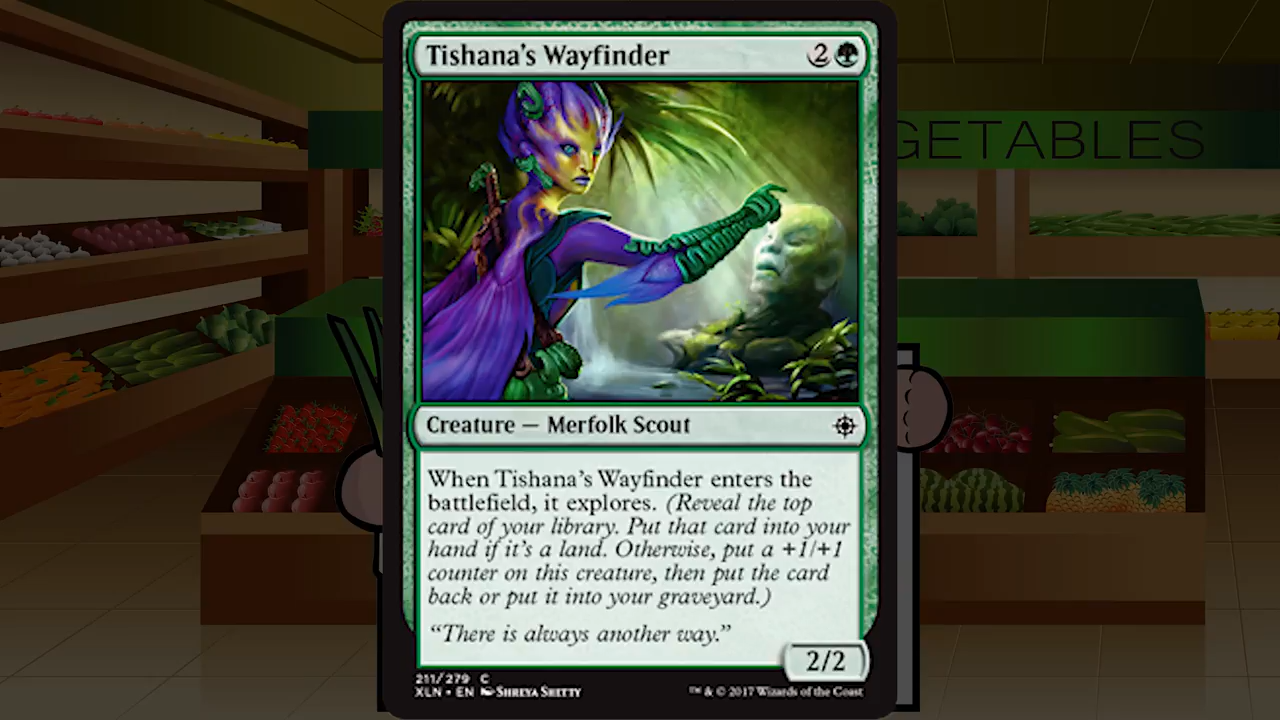 Tishana's Wayfinder 2
GETABLES
Creature — Merfolk Scout
When Tishana's Wayfinder enters the
battlefield, it explores. (Reveal the top
card of your library. Put that card into your
hand if it's a land. Otherwise, put a +1/+1
counter on this creature, then put the card
back or put it into your graveyard.)
"There is always another way."
2/2
211/279 C
XLN • EN Shreya Shetty
™ & © 2017 Wizards of the Coast